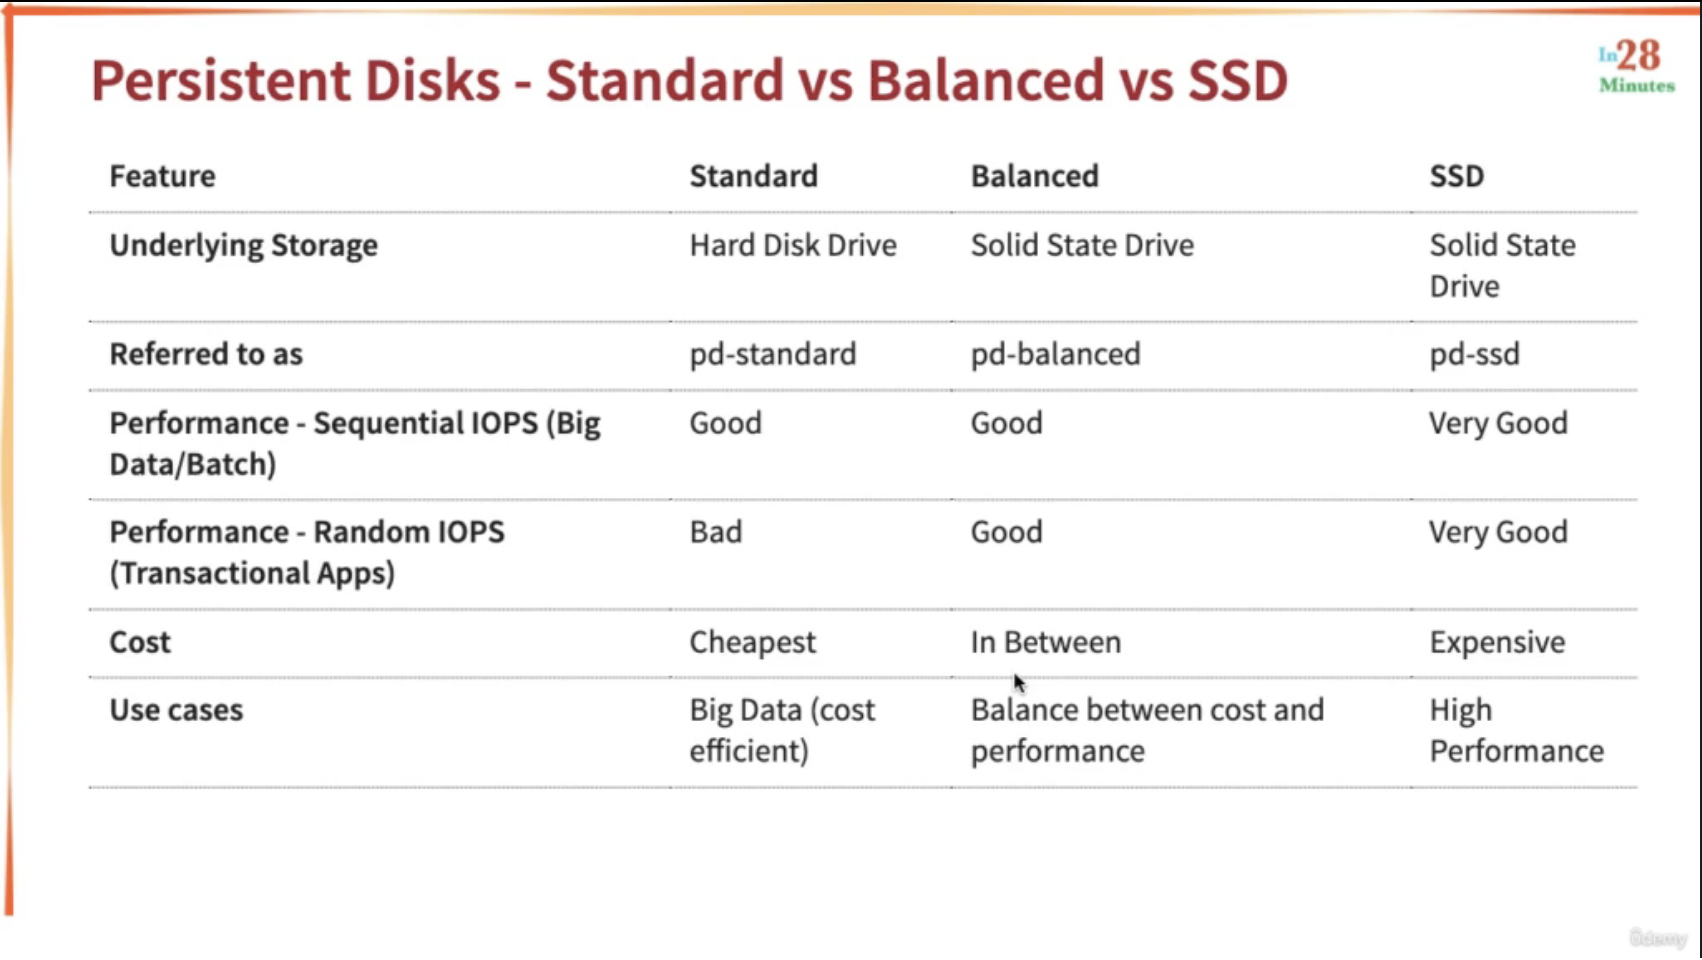 Persistent Disks - Standard vs Balanced vs SSD
In28
Minutes
Feature Standard Balanced SSD
Underlying Storage Hard Disk Drive Solid State Drive Solid State
Drive
Referred to as pd-standard pd-balanced pd-ssd
Performance - Sequential IOPS (Big Good Good Very Good
Data/Batch)
Performance - Random IOPS Bad Good Very Good
(Transactional Apps)
Cost Cheapest In Between Expensive
Use cases Big Data (cost Balance between cost and High
efficient) performance Performance
ûdemy